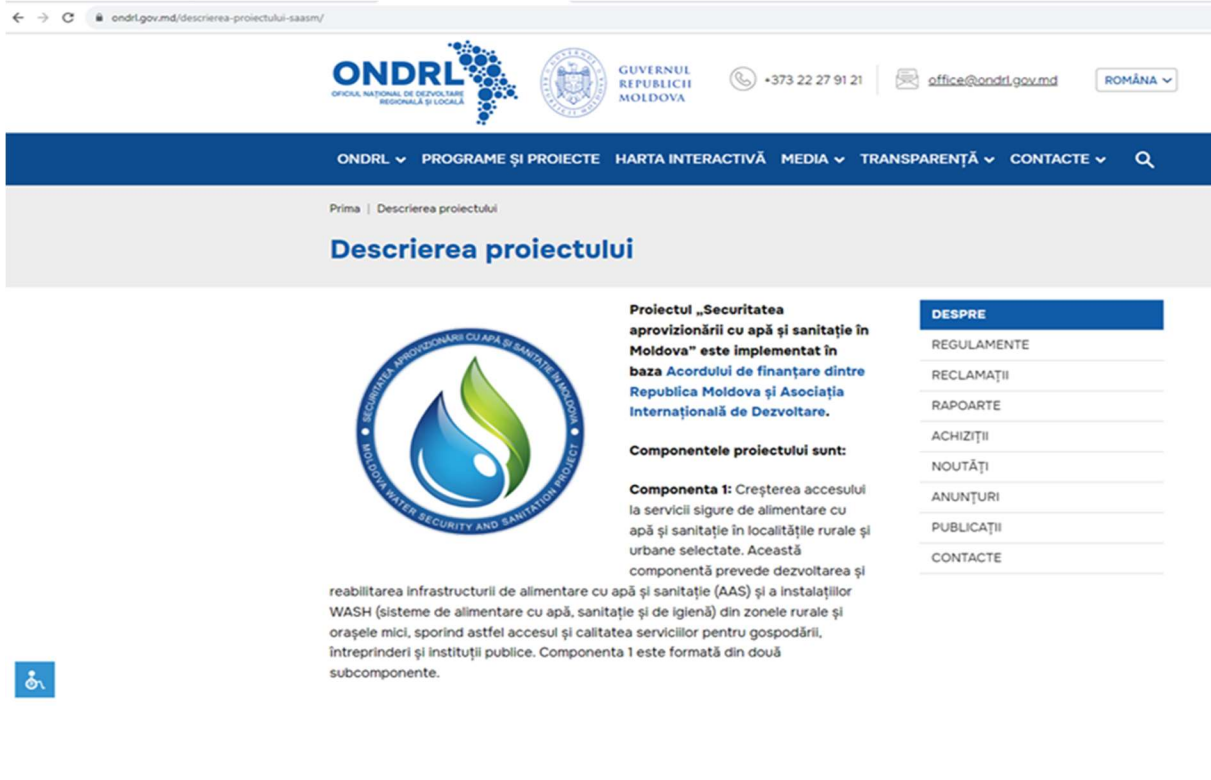 ondrl.gov.md/descrierea-proiectului-saasm/
ONDRL
OFICIUL NAȚIONAL DE DEZVOLTARE
REGIONALĂ ȘI LOCALĂ
GUVERNUL
REPUBLICII
MOLDOVA
+373 22 27 91 21
office@ondrl.gov.md
ROMÂNA
ONDRL PROGRAME ȘI PROIECTE HARTA INTERACTIVĂ MEDIA TRANSPARENȚĂ CONTACTE
Prima | Descrierea proiectului
Descrierea proiectului
SECURITATEA APROVIZIONĂRII CU APĂ ȘI SANITAȚIE ÎN MOLDOVA
MOLDOVA WATER SECURITY AND SANITATION PROJECT
Proiectul „Securitatea
aprovizionării cu apă și sanitație în
Moldova” este implementat în
baza Acordului de finanțare dintre
Republica Moldova și Asociația
Internațională de Dezvoltare.
Componentele proiectului sunt:
Componenta 1: Creșterea accesului
la servicii sigure de alimentare cu
apă și sanitație în localitățile rurale și
urbane selectate. Această
componentă prevede dezvoltarea și
reabilitarea infrastructurii de alimentare cu apă și sanitație (AAS) și a instalațiilor
WASH (sisteme de alimentare cu apă, sanitație și de igienă) din zonele rurale și
orașele mici, sporind astfel accesul și calitatea serviciilor pentru gospodării,
întreprinderi și instituții publice. Componenta 1 este formată din două
subcomponente.
DESPRE
REGULAMENTE
RECLAMAȚII
RAPOARTE
ACHIZIȚII
NOUTĂȚI
ANUNȚURI
PUBLICAȚII
CONTACTE